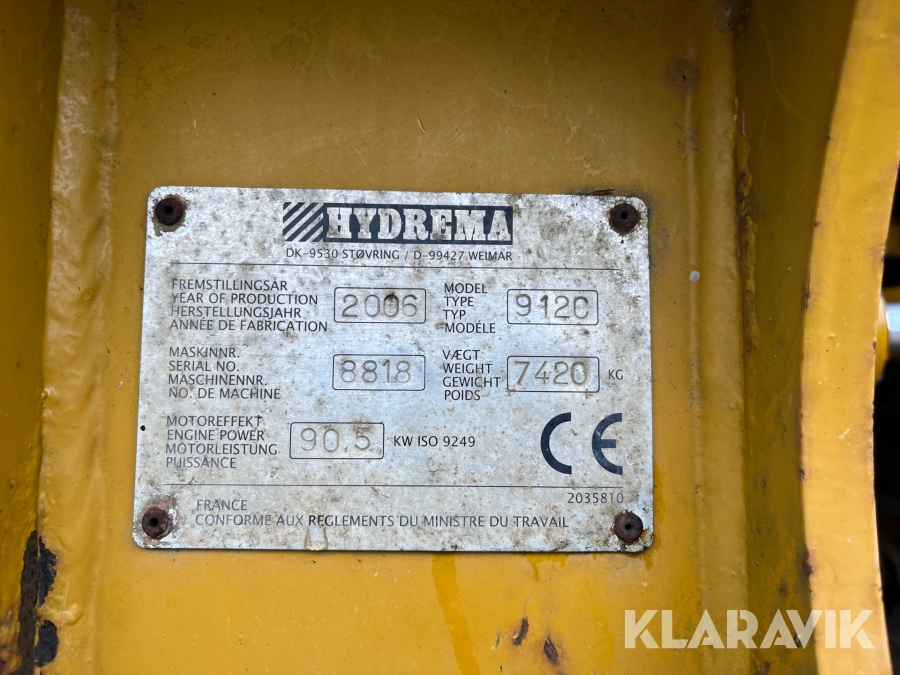 HYDREMA
DK-9530 STØVRING / D-99427 WEIMAR
FREMSTILLINGSÅR
YEAR OF PRODUCTION
HERSTELLUNGSJAHR
ANNÉE DE FABRICATION
2006
MODEL
TYPE
TYP
MODÉLE
912C
MASKINNR.
SERIAL NO.
MASCHINENNR.
NO. DE MACHINE
8818
VÆGT
WEIGHT
GEWICHT
POIDS
7420 KG
MOTOREFFEKT
ENGINE POWER
MOTORLEISTUNG
PUISSANCE
90.5 KW ISO 9249
CE
2035810
FRANCE
CONFORME AUX REGLEMENTS DU MINISTRE DU TRAVAIL
KLARAVIK